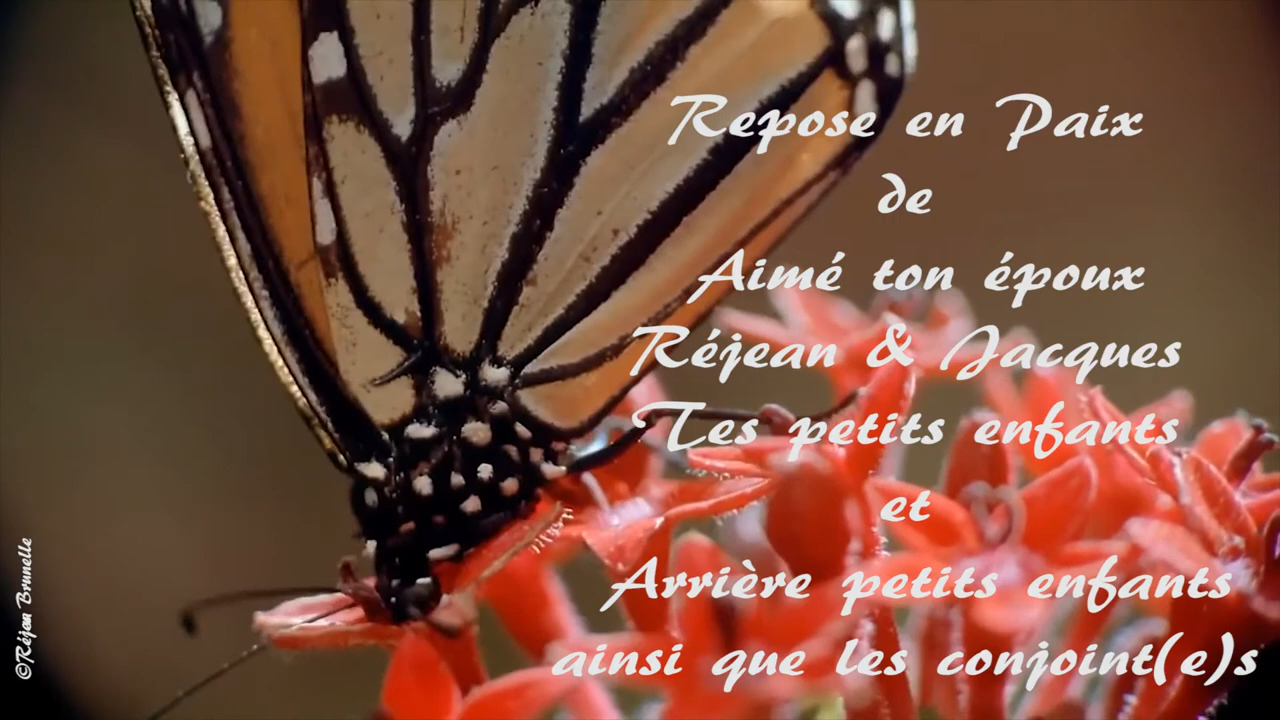 Repose en Paix
de
Aimé ton époux
Réjean & Jacques
Tes petits enfants
et
Arrière petits enfants
ainsi que les conjoint(e)s
©Réjan Brunelle